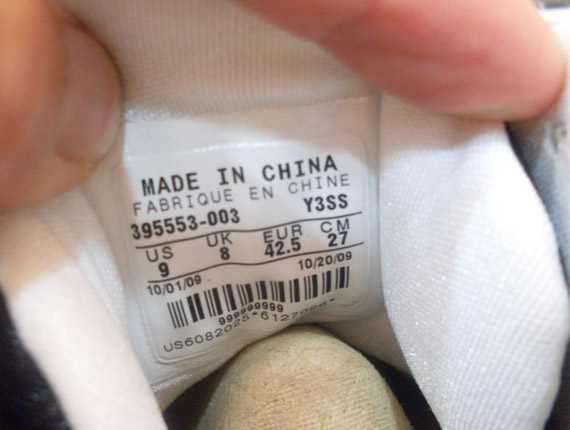 MADE IN CHINA
FABRIQUE EN CHINE
395553-003 Y3SS
US UK EUR CM
9 8 42.5 27
10/01/09 10/20/09
999999999